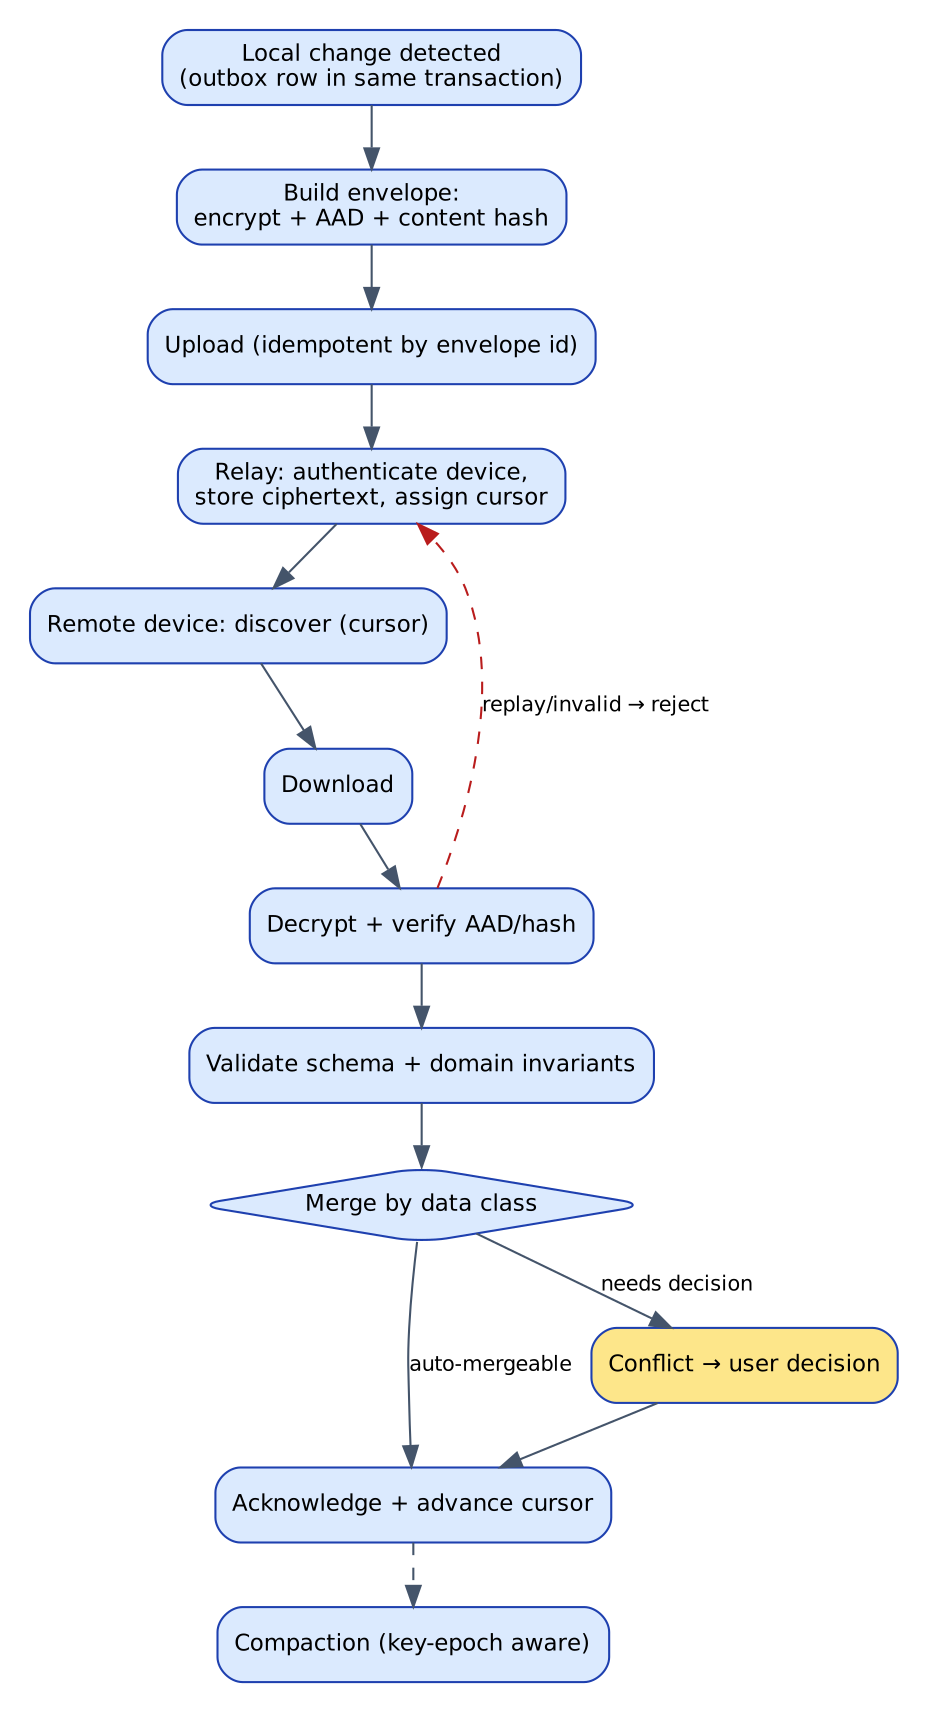 Local change detected
(outbox row in same transaction)
Build envelope:
encrypt + AAD + content hash
Upload (idempotent by envelope id)
Relay: authenticate device,
store ciphertext, assign cursor
Remote device: discover (cursor)
replay/invalid → reject
Download
Decrypt + verify AAD/hash
Validate schema + domain invariants
Merge by data class
needs decision
auto-mergeable
Conflict → user decision
Acknowledge + advance cursor
Compaction (key-epoch aware)